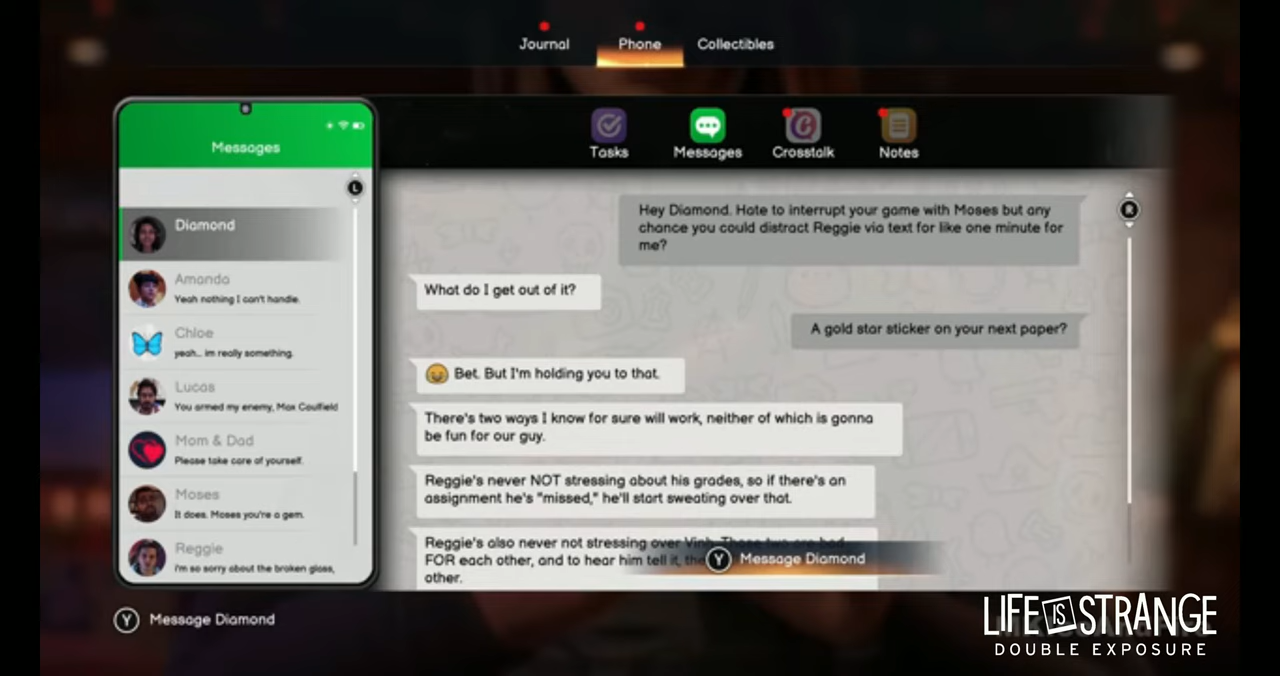 Journal
Phone
Collectibles
Messages
Tasks
Messages
Crosstalk
Notes
L
Diamond
Amanda
Yeah nothing I can't handle.
Chloe
yeah... im really something.
Lucas
You armed my enemy, Max Caulfield
Mom & Dad
Please take care of yourself.
Moses
It does. Moses you're a gem.
Reggie
I'm so sorry about the broken glass,
Hey Diamond. Hate to interrupt your game with Moses but any
chance you could distract Reggie via text for like one minute for
me?
R
What do I get out of it?
A gold star sticker on your next paper?
Bet. But I'm holding you to that.
There's two ways I know for sure will work, neither of which is gonna
be fun for our guy.
Reggie's never NOT stressing about his grades, so if there's an
assignment he's "missed," he'll start sweating over that.
Reggie's also never not stressing over Vinh. Those two are bad
FOR each other, and to hear him tell it,
other.
Y Message Diamond
Y Message Diamond
LIFE IS STRANGE
DOUBLE EXPOSURE